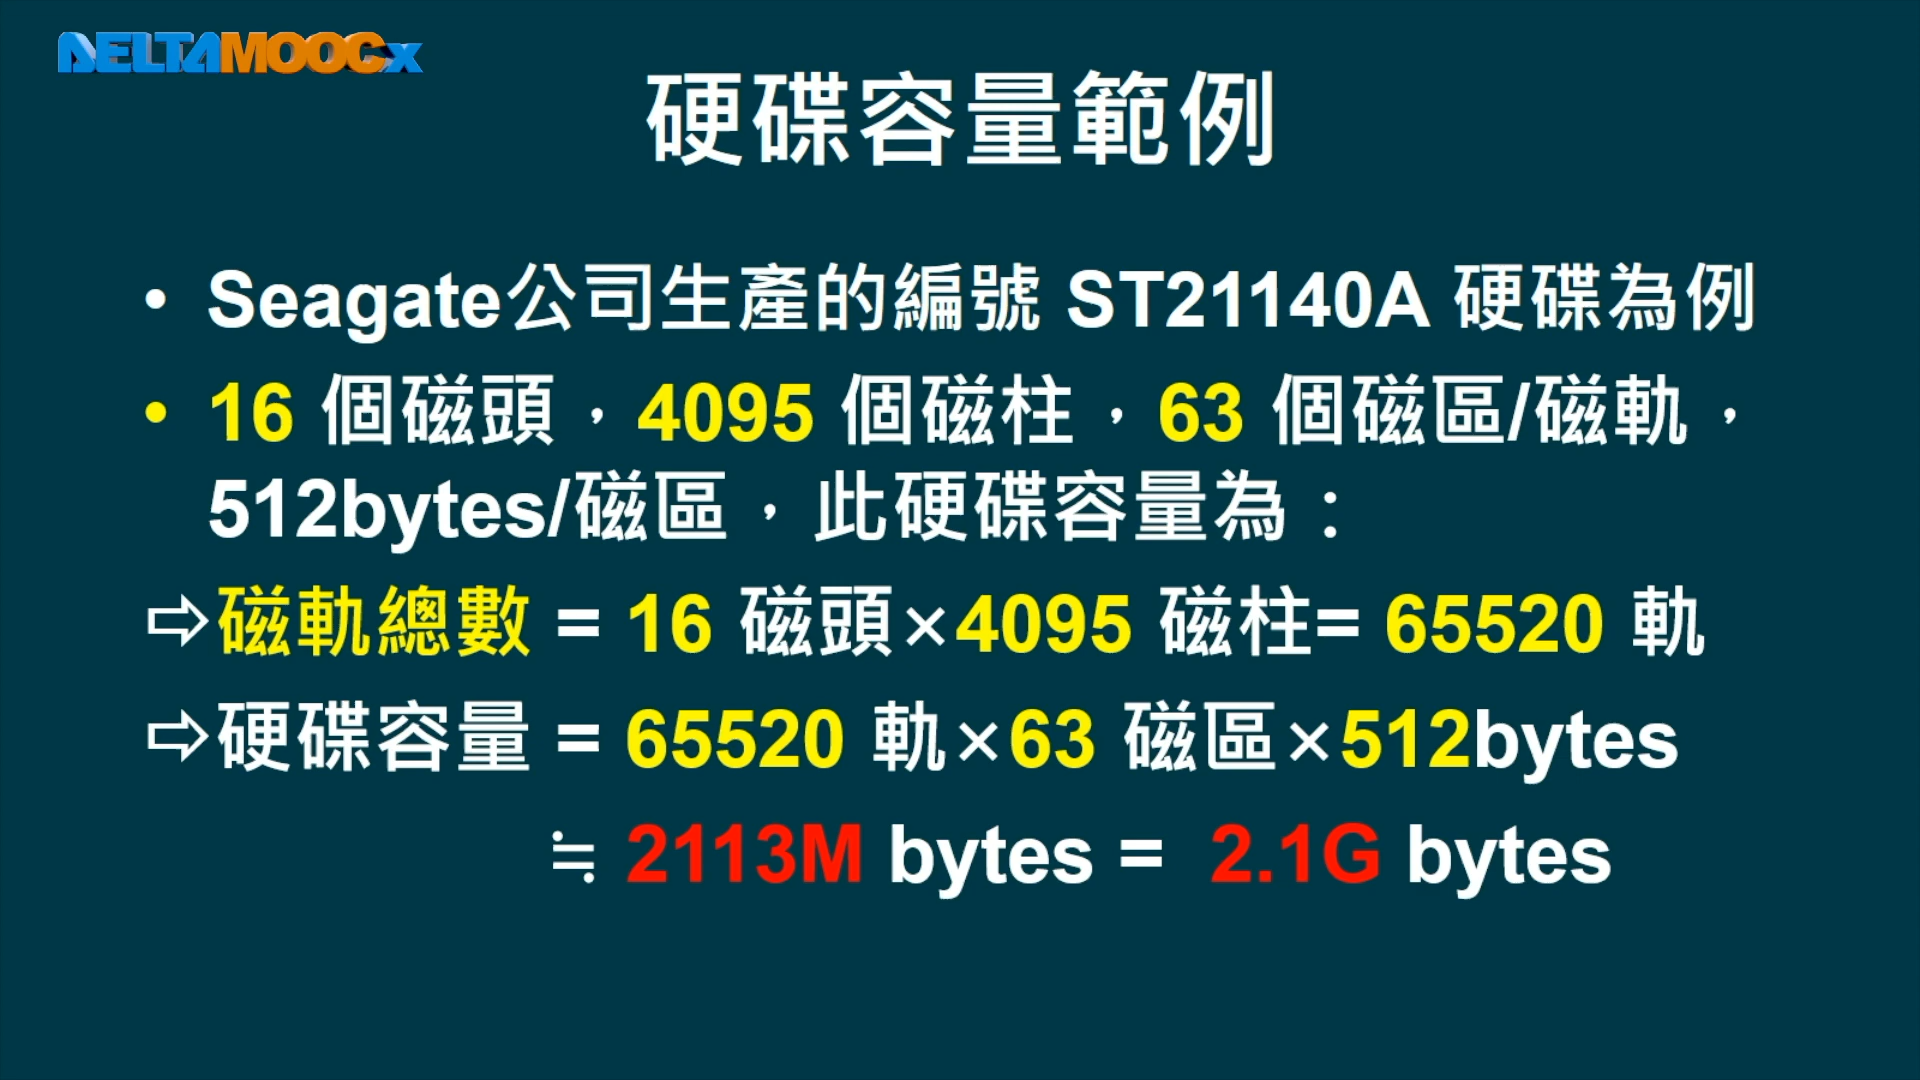 DELTAMOOCx
硬碟容量範例
• Seagate公司生產的編號 ST21140A 硬碟為例
• 16 個磁頭，4095 個磁柱，63 個磁區/磁軌，
512bytes/磁區，此硬碟容量為：
⇨磁軌總數 = 16 磁頭×4095 磁柱= 65520 軌
⇨硬碟容量 = 65520 軌×63 磁區×512bytes
≒ 2113M bytes = 2.1G bytes